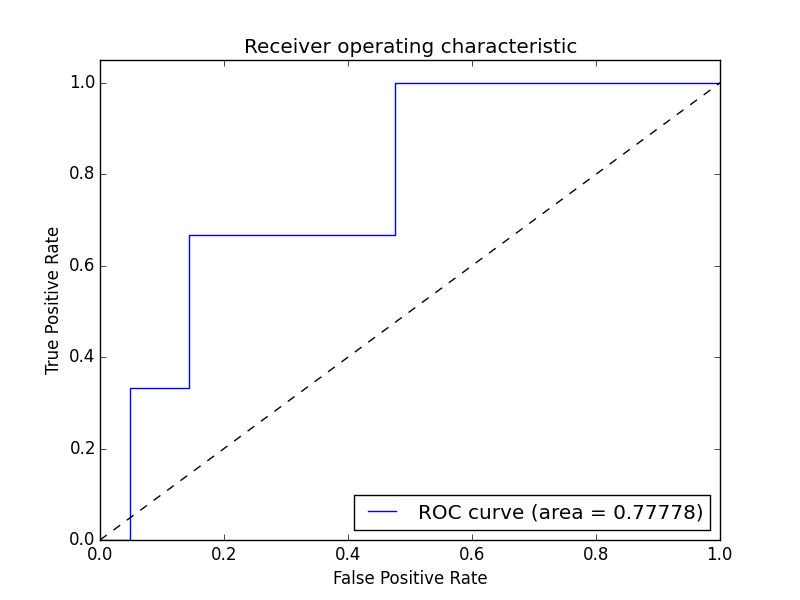 Receiver operating characteristic
1.0
0.8
0.6
0.4
0.2
0.0
True Positive Rate
ROC curve (area = 0.77778)
0.0 0.2 0.4 0.6 0.8 1.0
False Positive Rate